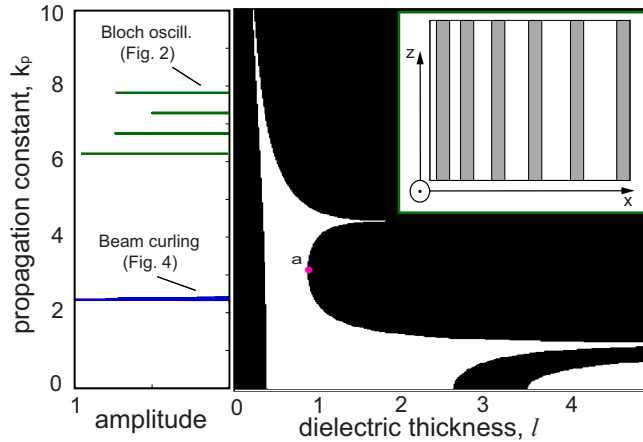 propagation constant, kp
10
8
6
4
2
0
Bloch oscill.
(Fig. 2)
Beam curling
(Fig. 4)
1
amplitude
a
z
x
0
1
2
3
4
dielectric thickness, l